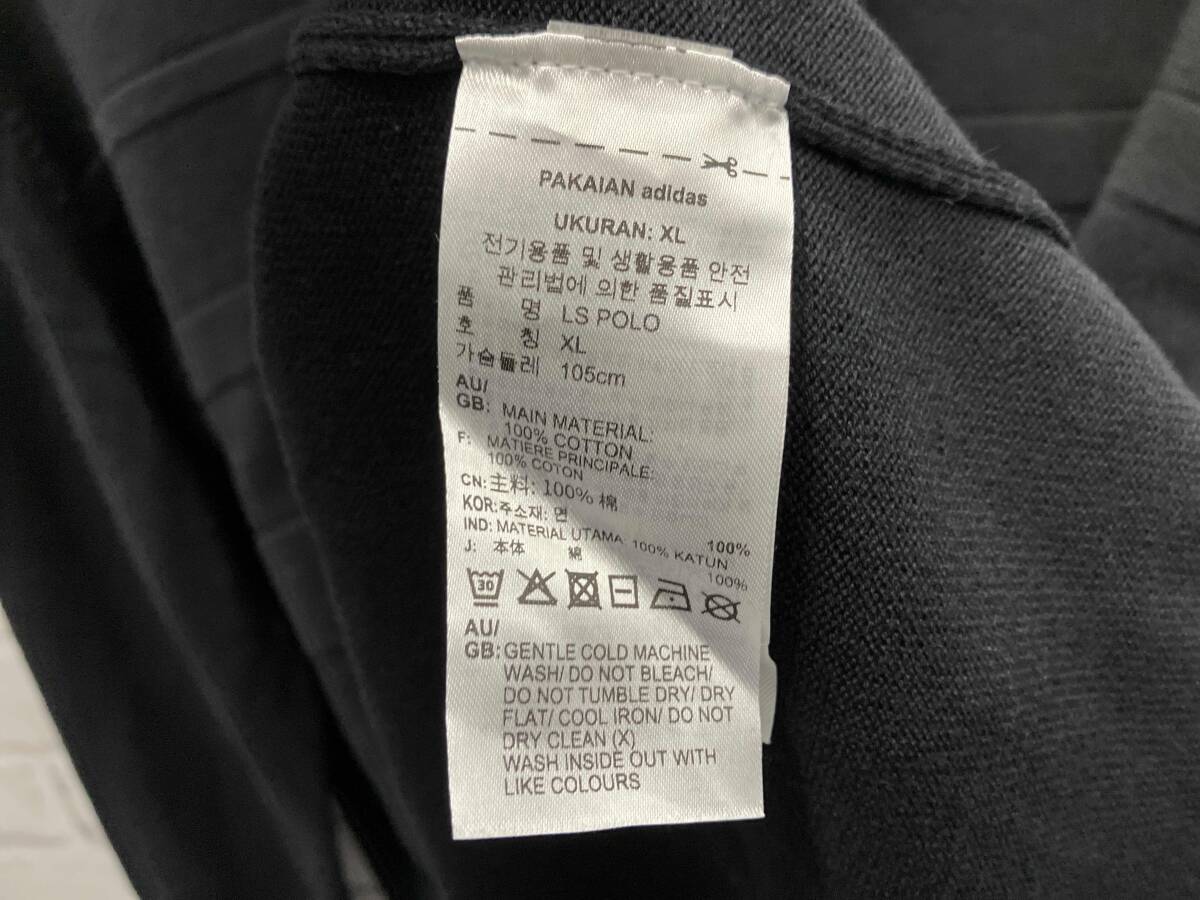 PAKAIAN adidas
UKURAN: XL
전기용품 및 생활용품 안전
관리법에 의한 품질표시
품 명 LS POLO
호 칭 XL
가슴둘레 105cm
AU/
GB: MAIN MATERIAL:
100% COTTON
F: MATIERE PRINCIPALE:
100% COTON
CN: 主料: 100% 棉
KOR: 주소재: 면 100%
IND: MATERIAL UTAMA: 100% KATUN
J: 本体 綿 100%
30
AU/
GB: GENTLE COLD MACHINE
WASH/ DO NOT BLEACH/
DO NOT TUMBLE DRY/ DRY
FLAT/ COOL IRON/ DO NOT
DRY CLEAN (X)
WASH INSIDE OUT WITH
LIKE COLOURS